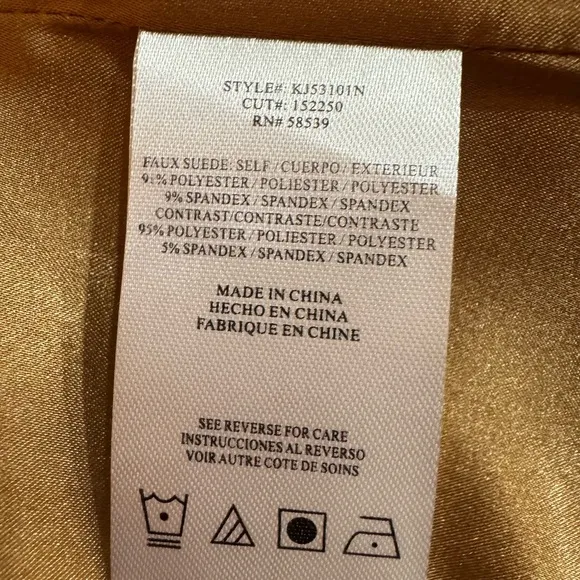 STYLE#: KJ53101N
CUT#: 152250
RN# 58539
FAUX SUEDE: SELF / CUERPO / EXTERIEUR
91% POLYESTER / POLIESTER / POLYESTER
9% SPANDEX / SPANDEX / SPANDEX
CONTRAST/CONTRASTE/CONTRASTE
95% POLYESTER / POLIESTER / POLYESTER
5% SPANDEX / SPANDEX / SPANDEX
MADE IN CHINA
HECHO EN CHINA
FABRIQUE EN CHINE
SEE REVERSE FOR CARE
INSTRUCCIONES AL REVERSO
VOIR AUTRE COTE DE SOINS